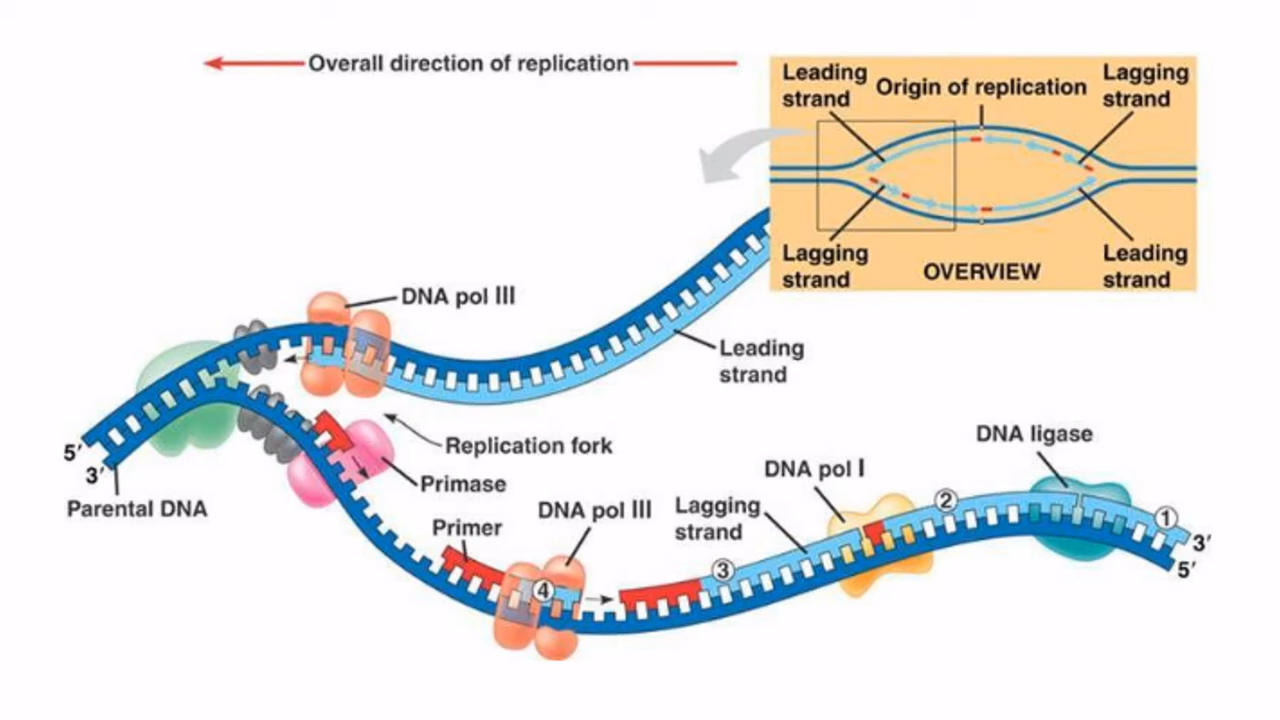 Overall direction of replication
Leading
strand
Origin of replication
Lagging
strand
Lagging
strand
OVERVIEW
Leading
strand
DNA pol III
Leading
strand
Replication fork
Primase
5′
3′
Parental DNA
Primer
DNA pol III
Lagging
strand
DNA pol I
DNA ligase
4
3
2
1
3′
5′